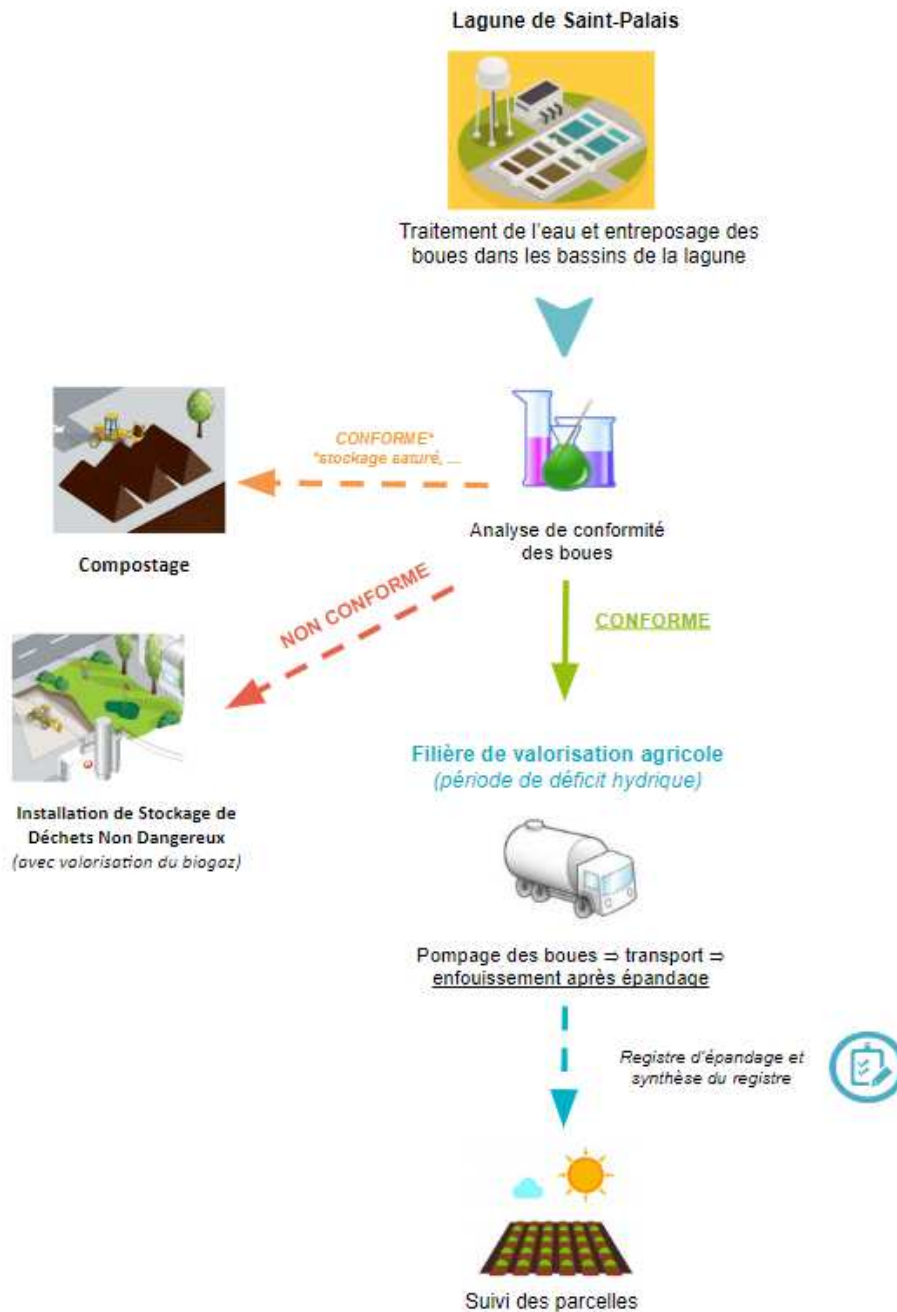 Lagune de Saint-Palais
Traitement de l'eau et entreposage des
boues dans les bassins de la lagune
CONFORME*
*stockage saturé, ...
Analyse de conformité
des boues
Compostage
NON CONFORME
CONFORME
Installation de Stockage de
Déchets Non Dangereux
(avec valorisation du biogaz)
Filière de valorisation agricole
(période de déficit hydrique)
Pompage des boues ⇒ transport ⇒
enfouissement après épandage
Registre d'épandage et
synthèse du registre
Suivi des parcelles